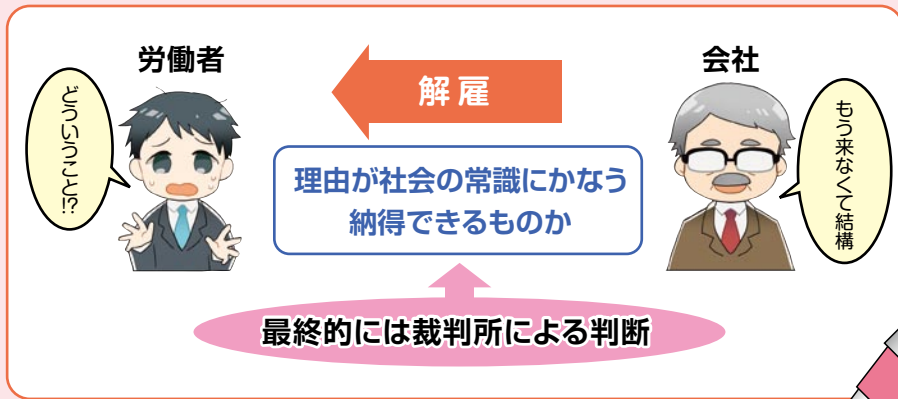 労働者
解雇
会社
どういうこと!?
もう来なくて結構
理由が社会の常識にかなう
納得できるものか
最終的には裁判所による判断